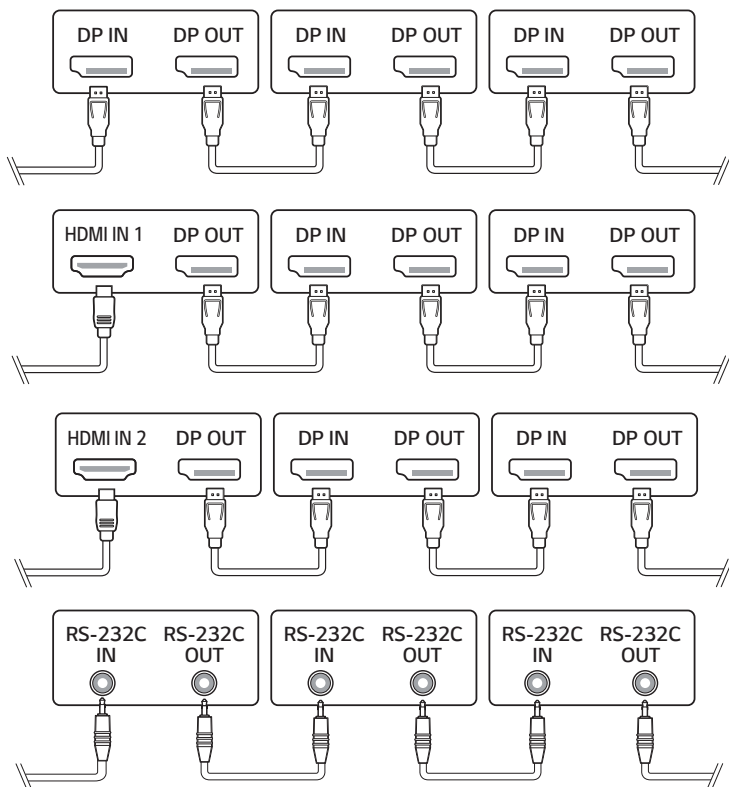 DP IN DP OUT DP IN DP OUT DP IN DP OUT
HDMI IN 1 DP OUT DP IN DP OUT DP IN DP OUT
HDMI IN 2 DP OUT DP IN DP OUT DP IN DP OUT
RS-232C RS-232C RS-232C RS-232C RS-232C RS-232C
IN OUT IN OUT IN OUT